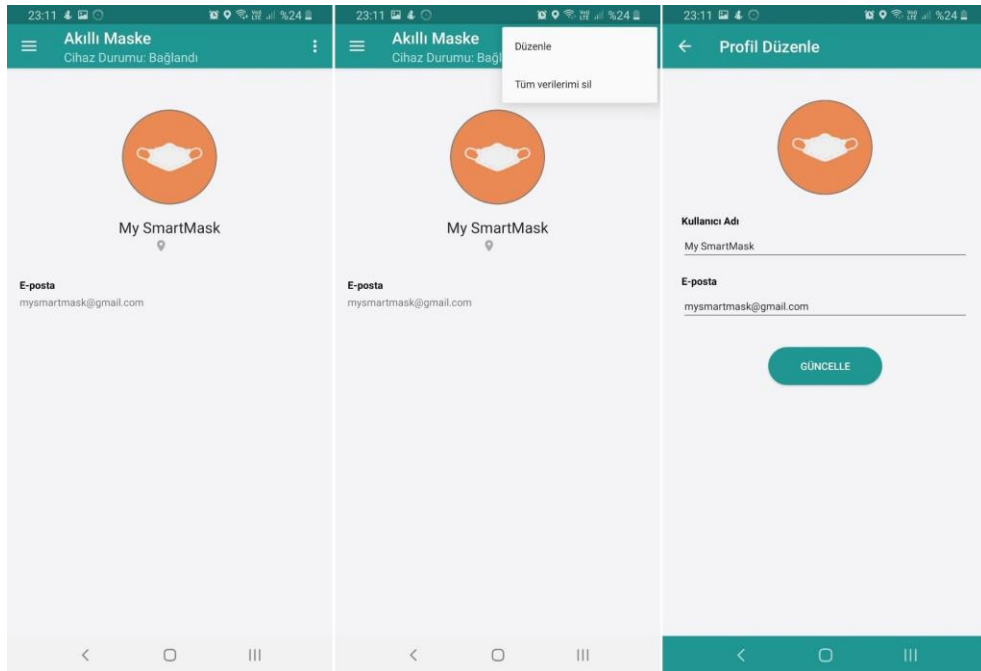 23:11 %24
Akıllı Maske
Cihaz Durumu: Bağlandı
My SmartMask
E-posta
mysmartmask@gmail.com
23:11 %24
Akıllı Maske
Cihaz Durumu: Bağl
Düzenle
Tüm verilerimi sil
My SmartMask
E-posta
mysmartmask@gmail.com
23:11 %24
Profil Düzenle
Kullanıcı Adı
My SmartMask
E-posta
mysmartmask@gmail.com
GÜNCELLE